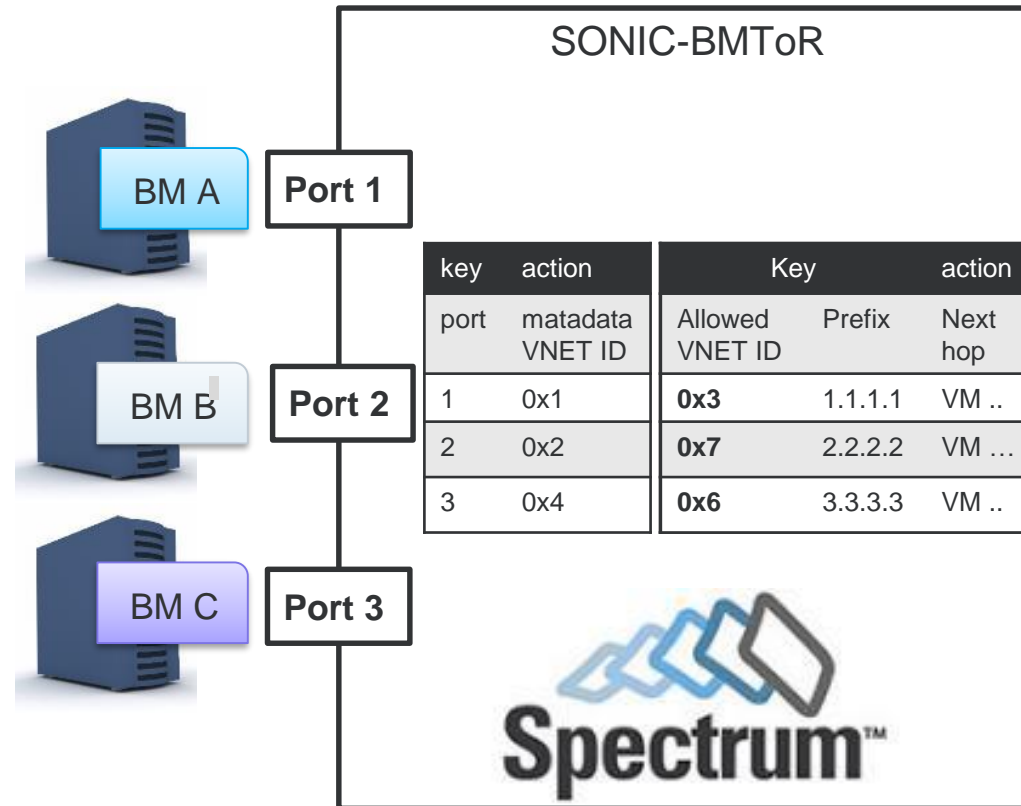 SONIC-BMToR
BM A
Port 1
key action Key action
port matadata VNET ID Allowed VNET ID Prefix Next hop
1 0x1 0x3 1.1.1.1 VM ..
BM B
Port 2
2 0x2 0x7 2.2.2.2 VM …
3 0x4 0x6 3.3.3.3 VM ..
BM C
Port 3
Spectrum™